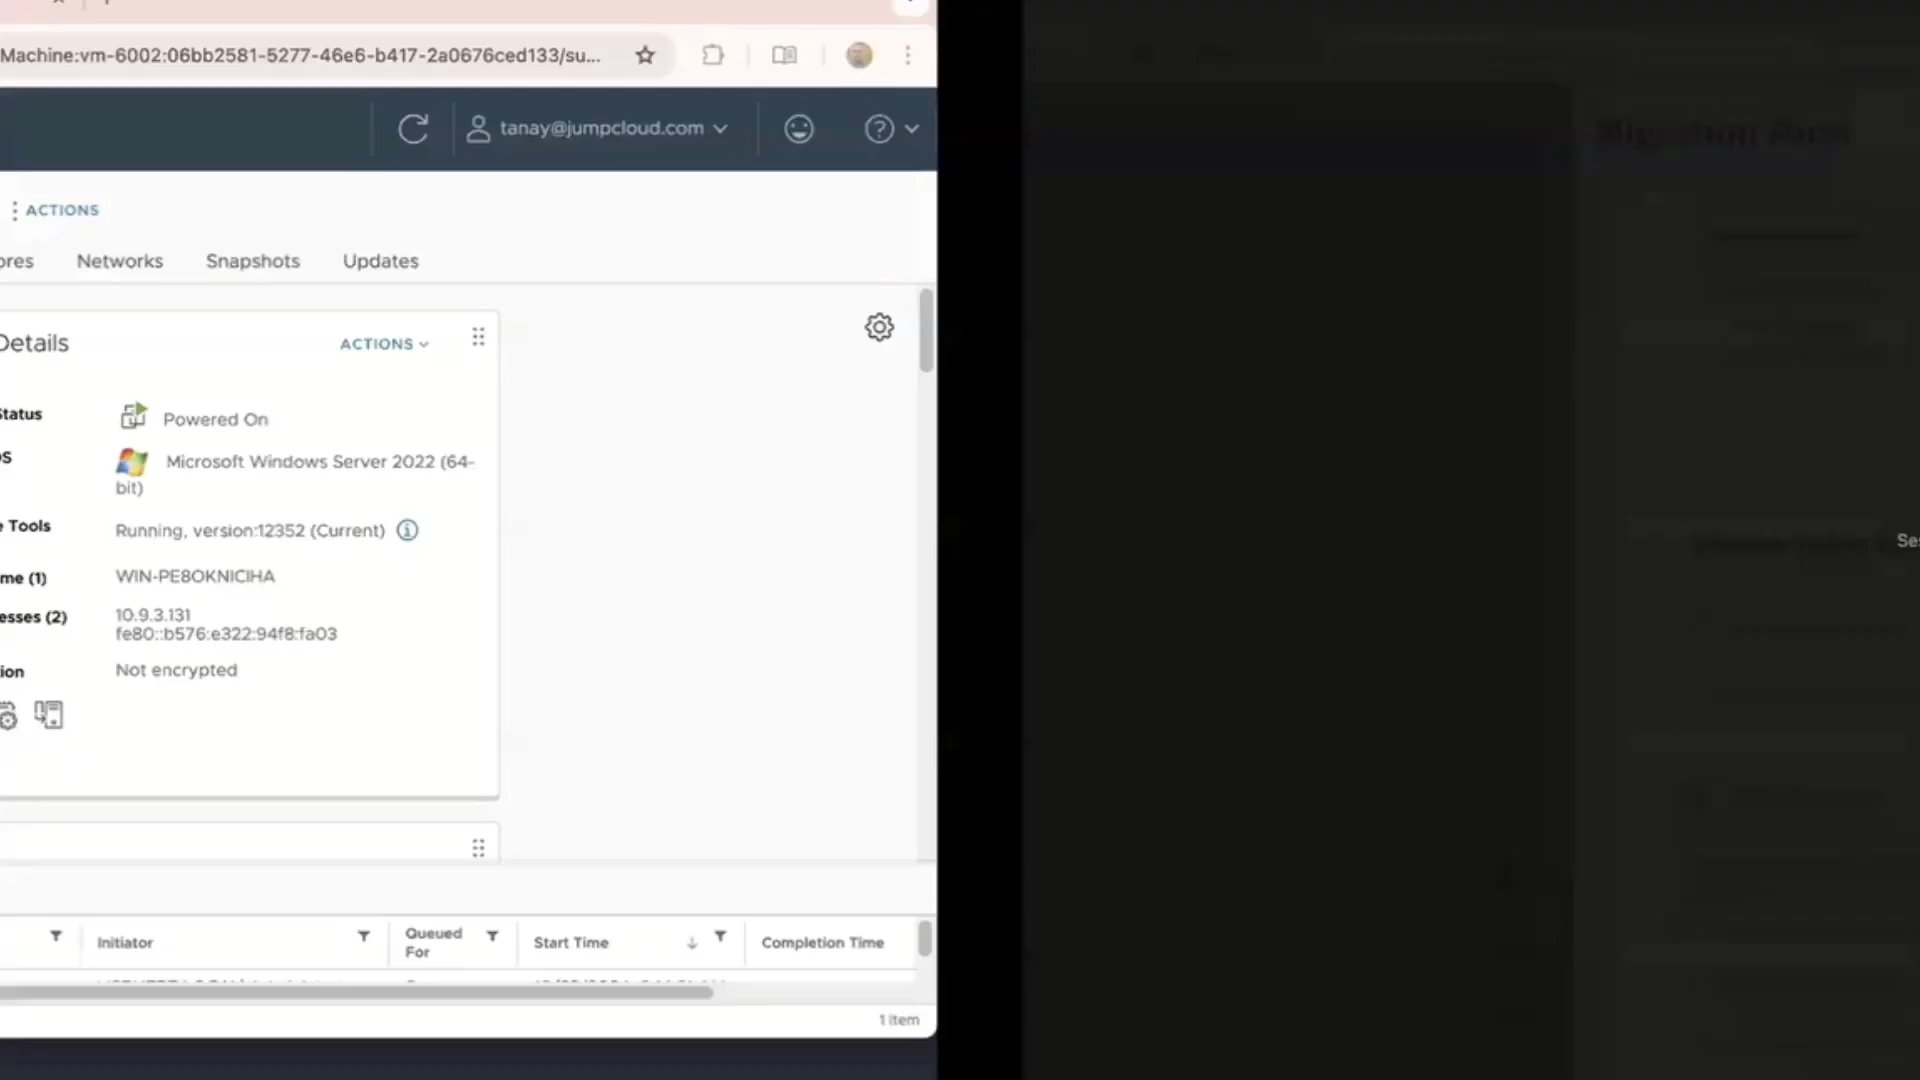 Machine:vm-6002:06bb2581-5277-46e6-b417-2a0676ced133/su...
tanay@jumpcloud.com
ACTIONS
ores
Networks
Snapshots
Updates
Details
ACTIONS
Status
Powered On
OS
Microsoft Windows Server 2022 (64-
bit)
e Tools
Running, version:12352 (Current)
me (1)
WIN-PE8OKNICIHA
esses (2)
10.9.3.131
fe80::b576:e322:94f8:fa03
ion
Not encrypted
Initiator
Queued
For
Start Time
Completion Time
1 item
Ses